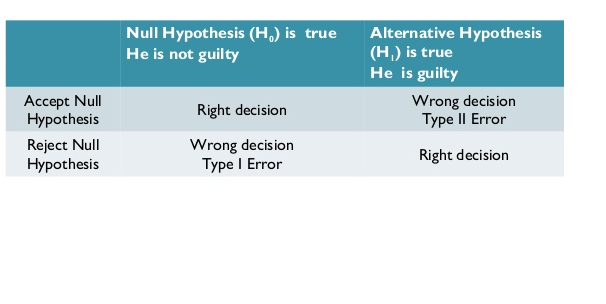 Null Hypothesis (H0) is true
He is not guilty
Alternative Hypothesis
(H1) is true
He is guilty
Accept Null
Hypothesis
Right decision
Wrong decision
Type II Error
Reject Null
Hypothesis
Wrong decision
Type I Error
Right decision